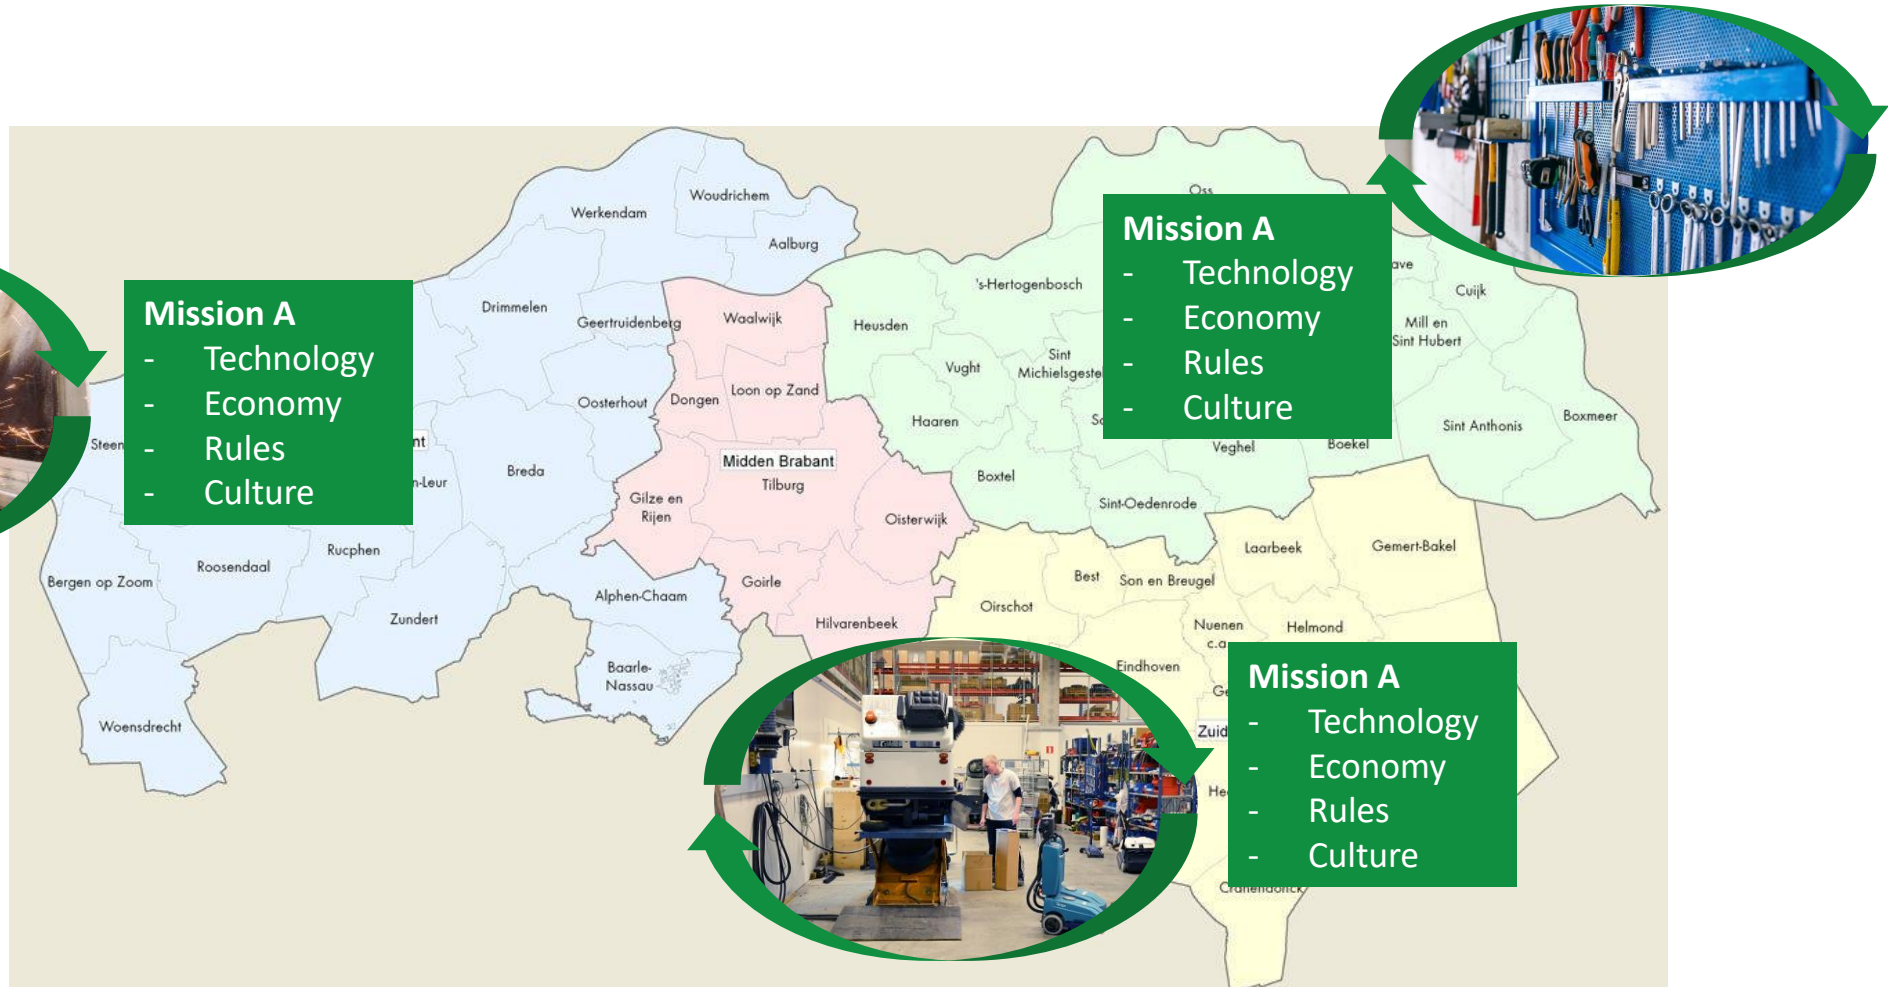 Mission A
- Technology
- Economy
- Rules
- Culture
Mission A
- Technology
- Economy
- Rules
- Culture
Mission A
- Technology
- Economy
- Rules
- Culture
Werkendam
Woudrichem
Aalburg
Drimmelen
Geertruidenberg
Oosterhout
Breda
Rucphen
Roosendaal
Bergen op Zoom
Zundert
Woensdrecht
Alphen-Chaam
Baarle-
Nassau
Waalwijk
Loon op Zand
Dongen
Midden Brabant
Tilburg
Gilze en
Rijen
Oisterwijk
Goirle
Hilvarenbeek
Oss
's-Hertogenbosch
Heusden
Vught
Sint
Michielsgeste
Haaren
Boxtel
Sint-Oedenrode
Veghel
Boekel
Cuijk
Mill en
Sint Hubert
Sint Anthonis
Boxmeer
Laarbeek
Gemert-Bakel
Best
Son en Breugel
Oirschot
Nuenen
c.a
Helmond
Eindhoven
Zuid
Cranendonck